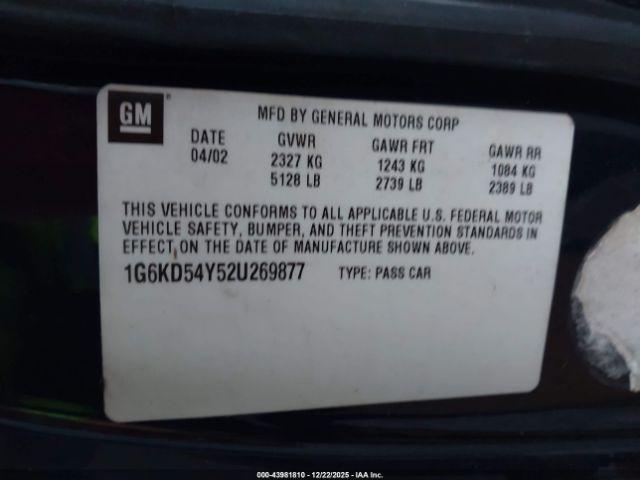 GM®
MFD BY GENERAL MOTORS CORP
DATE GVWR GAWR FRT GAWR RR
04/02 2327 KG 1243 KG 1084 KG
5128 LB 2739 LB 2389 LB
THIS VEHICLE CONFORMS TO ALL APPLICABLE U.S. FEDERAL MOTOR
VEHICLE SAFETY, BUMPER, AND THEFT PREVENTION STANDARDS IN
EFFECT ON THE DATE OF MANUFACTURE SHOWN ABOVE.
1G6KD54Y52U269877 TYPE: PASS CAR
000-43981810 - 12/22/2025 - IAA, Inc.